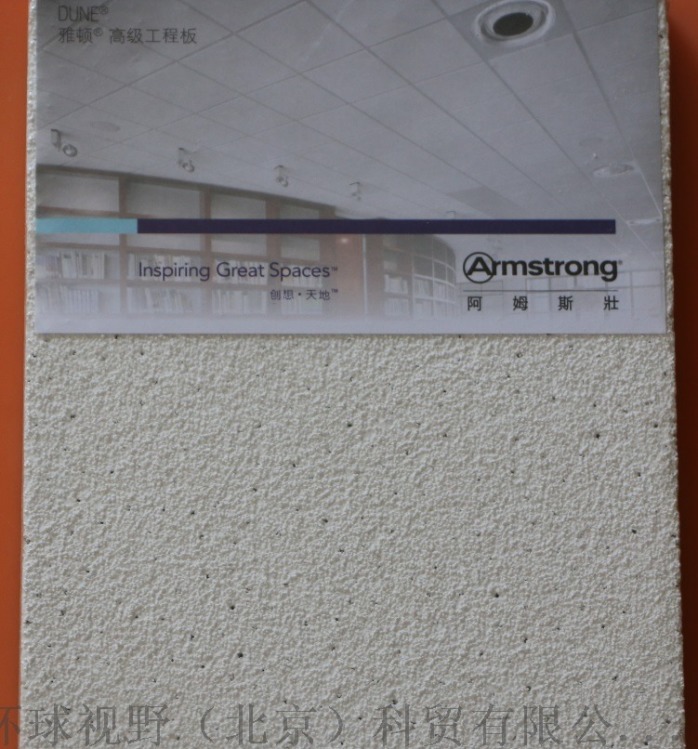 DUNE®
雅顿® 高级工程板
Inspiring Great Spaces™
创想·天地™
Armstrong®
阿姆斯壮
环球视野（北京）科贸有限公...